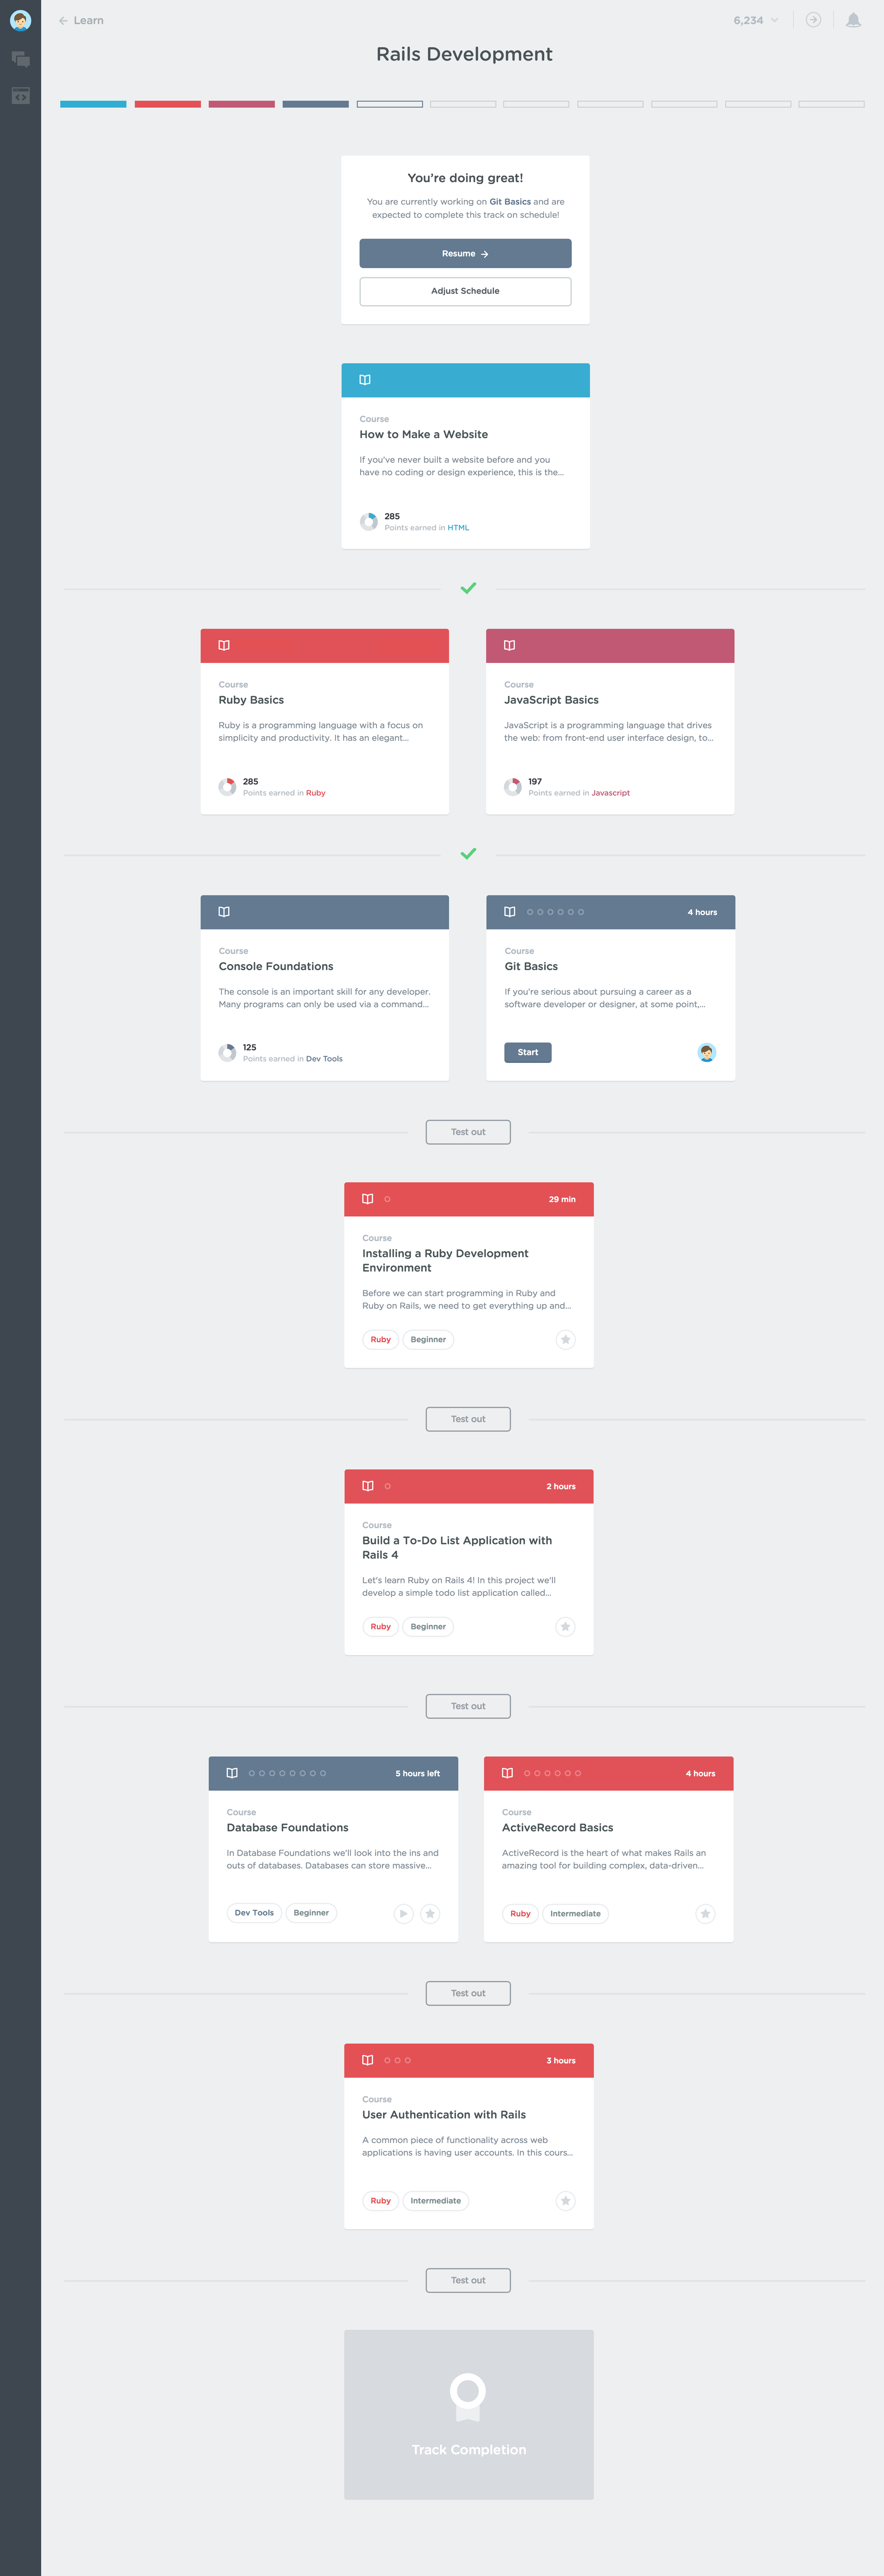 Learn
6,234
Rails Development
You're doing great!
You are currently working on Git Basics and are
expected to complete this track on schedule!
Resume
Adjust Schedule
Course
How to Make a Website
If you've never built a website before and you
have no coding or design experience, this is the...
285
Points earned in HTML
Course
Ruby Basics
Ruby is a programming language with a focus on
simplicity and productivity. It has an elegant...
285
Points earned in Ruby
Course
JavaScript Basics
JavaScript is a programming language that drives
the web: from front-end user interface design, to...
197
Points earned in Javascript
Course
Console Foundations
The console is an important skill for any developer.
Many programs can only be used via a command...
125
Points earned in Dev Tools
4 hours
Course
Git Basics
If you're serious about pursuing a career as a
software developer or designer, at some point,...
Start
Test out
29 min
Course
Installing a Ruby Development
Environment
Before we can start programming in Ruby and
Ruby on Rails, we need to get everything up and...
Ruby
Beginner
Test out
2 hours
Course
Build a To-Do List Application with
Rails 4
Let's learn Ruby on Rails 4! In this project we'll
develop a simple todo list application called...
Ruby
Beginner
Test out
5 hours left
Course
Database Foundations
In Database Foundations we'll look into the ins and
outs of databases. Databases can store massive...
Dev Tools
Beginner
4 hours
Course
ActiveRecord Basics
ActiveRecord is the heart of what makes Rails an
amazing tool for building complex, data-driven...
Ruby
Intermediate
Test out
3 hours
Course
User Authentication with Rails
A common piece of functionality across web
applications is having user accounts. In this cours...
Ruby
Intermediate
Test out
Track Completion